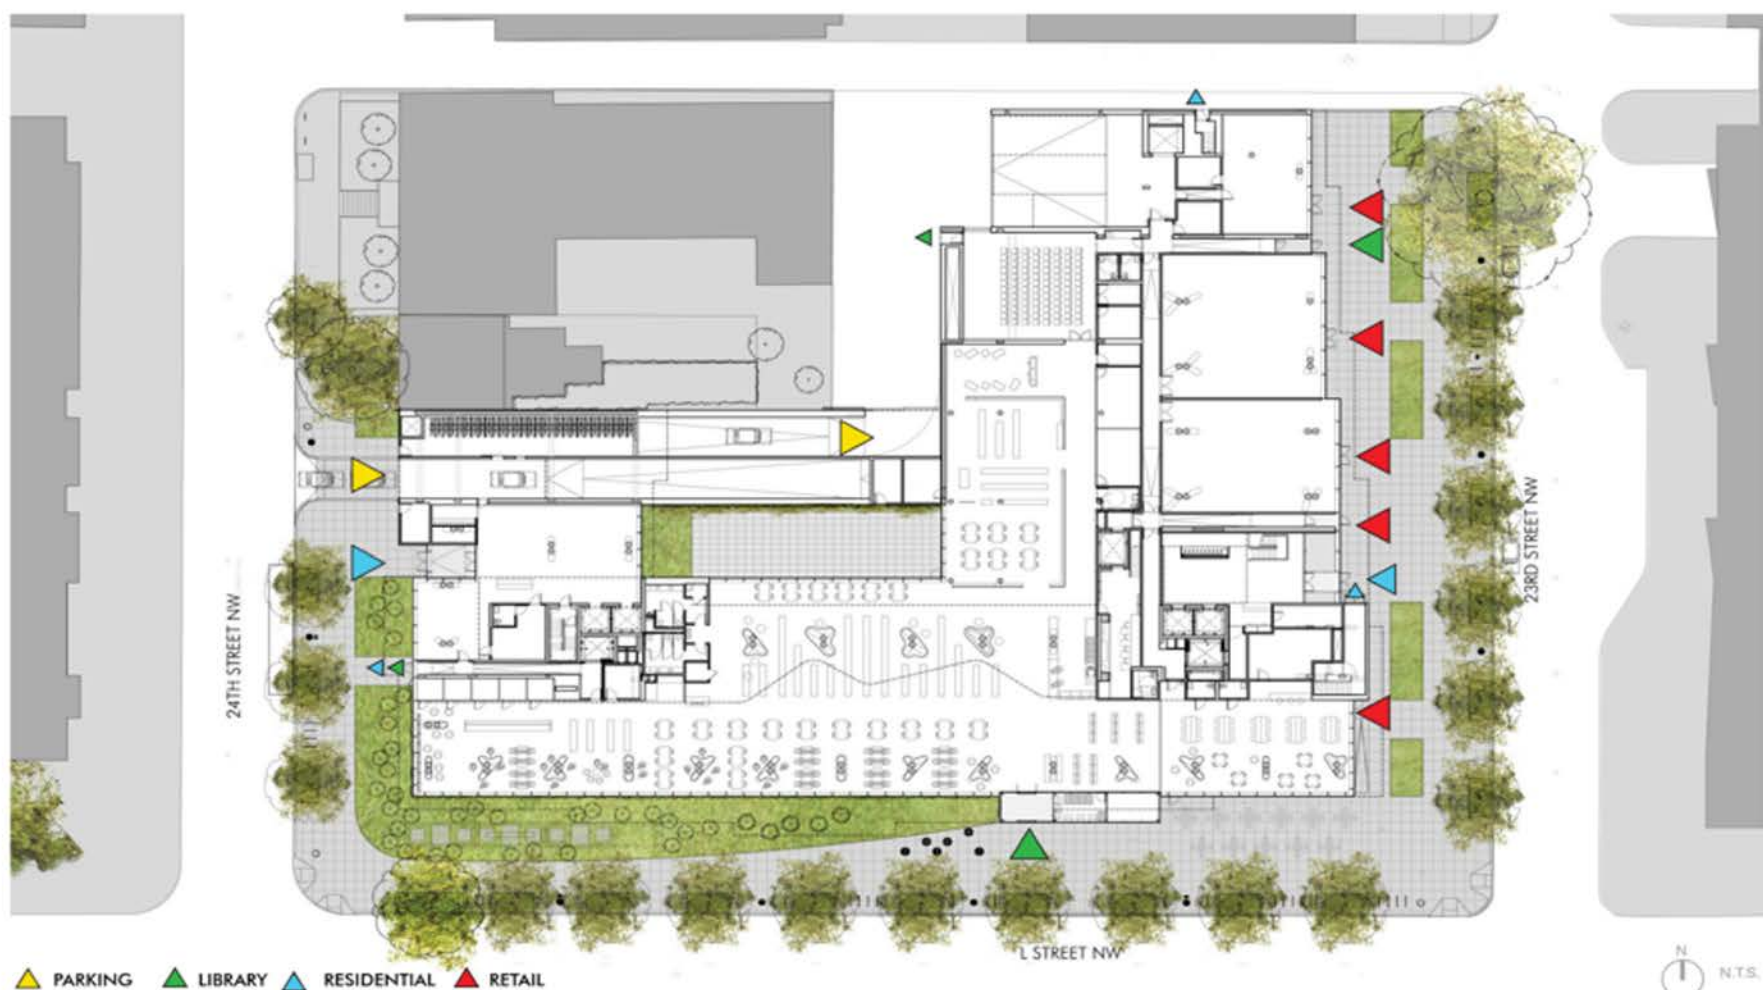 24TH STREET NW
23RD STREET NW
L STREET NW
PARKING
LIBRARY
RESIDENTIAL
RETAIL
N
N.T.S.